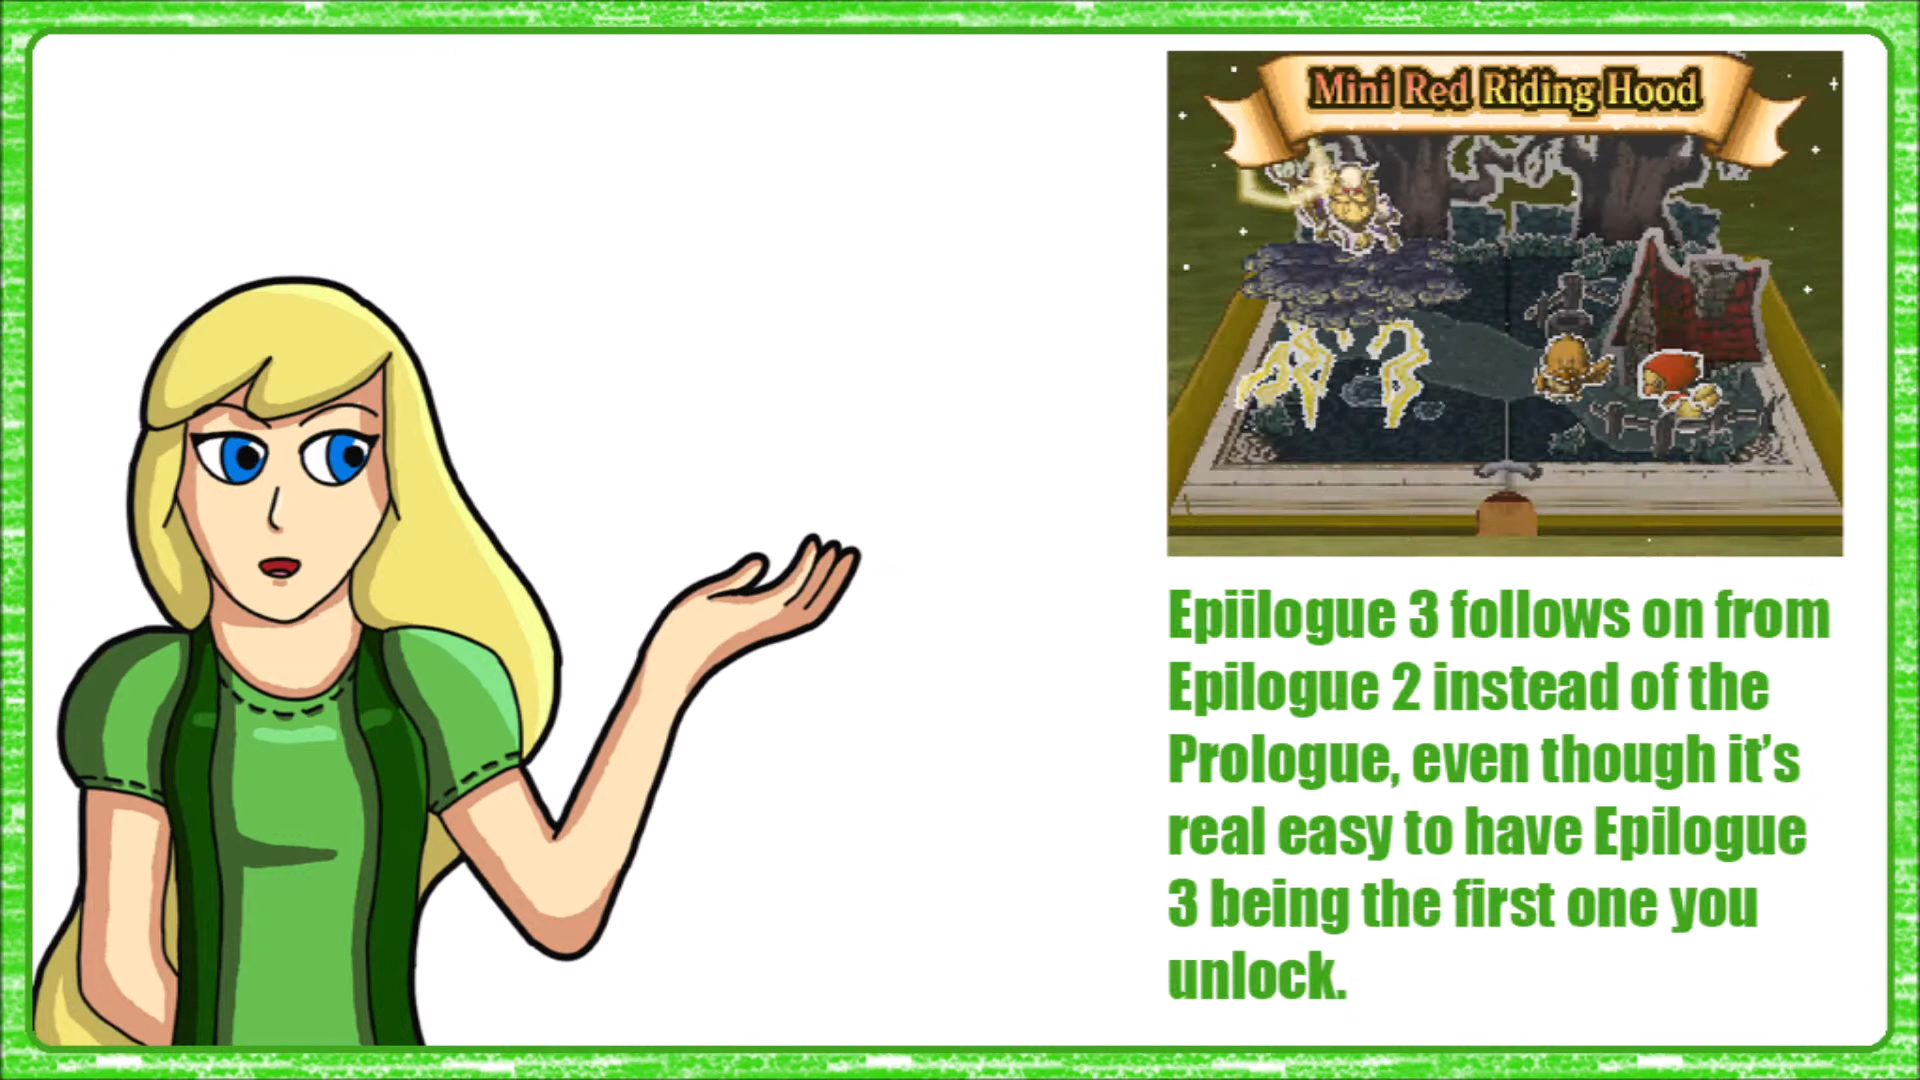 Mini Red Riding Hood
Epiilogue 3 follows on from
Epilogue 2 instead of the
Prologue, even though it's
real easy to have Epilogue
3 being the first one you
unlock.